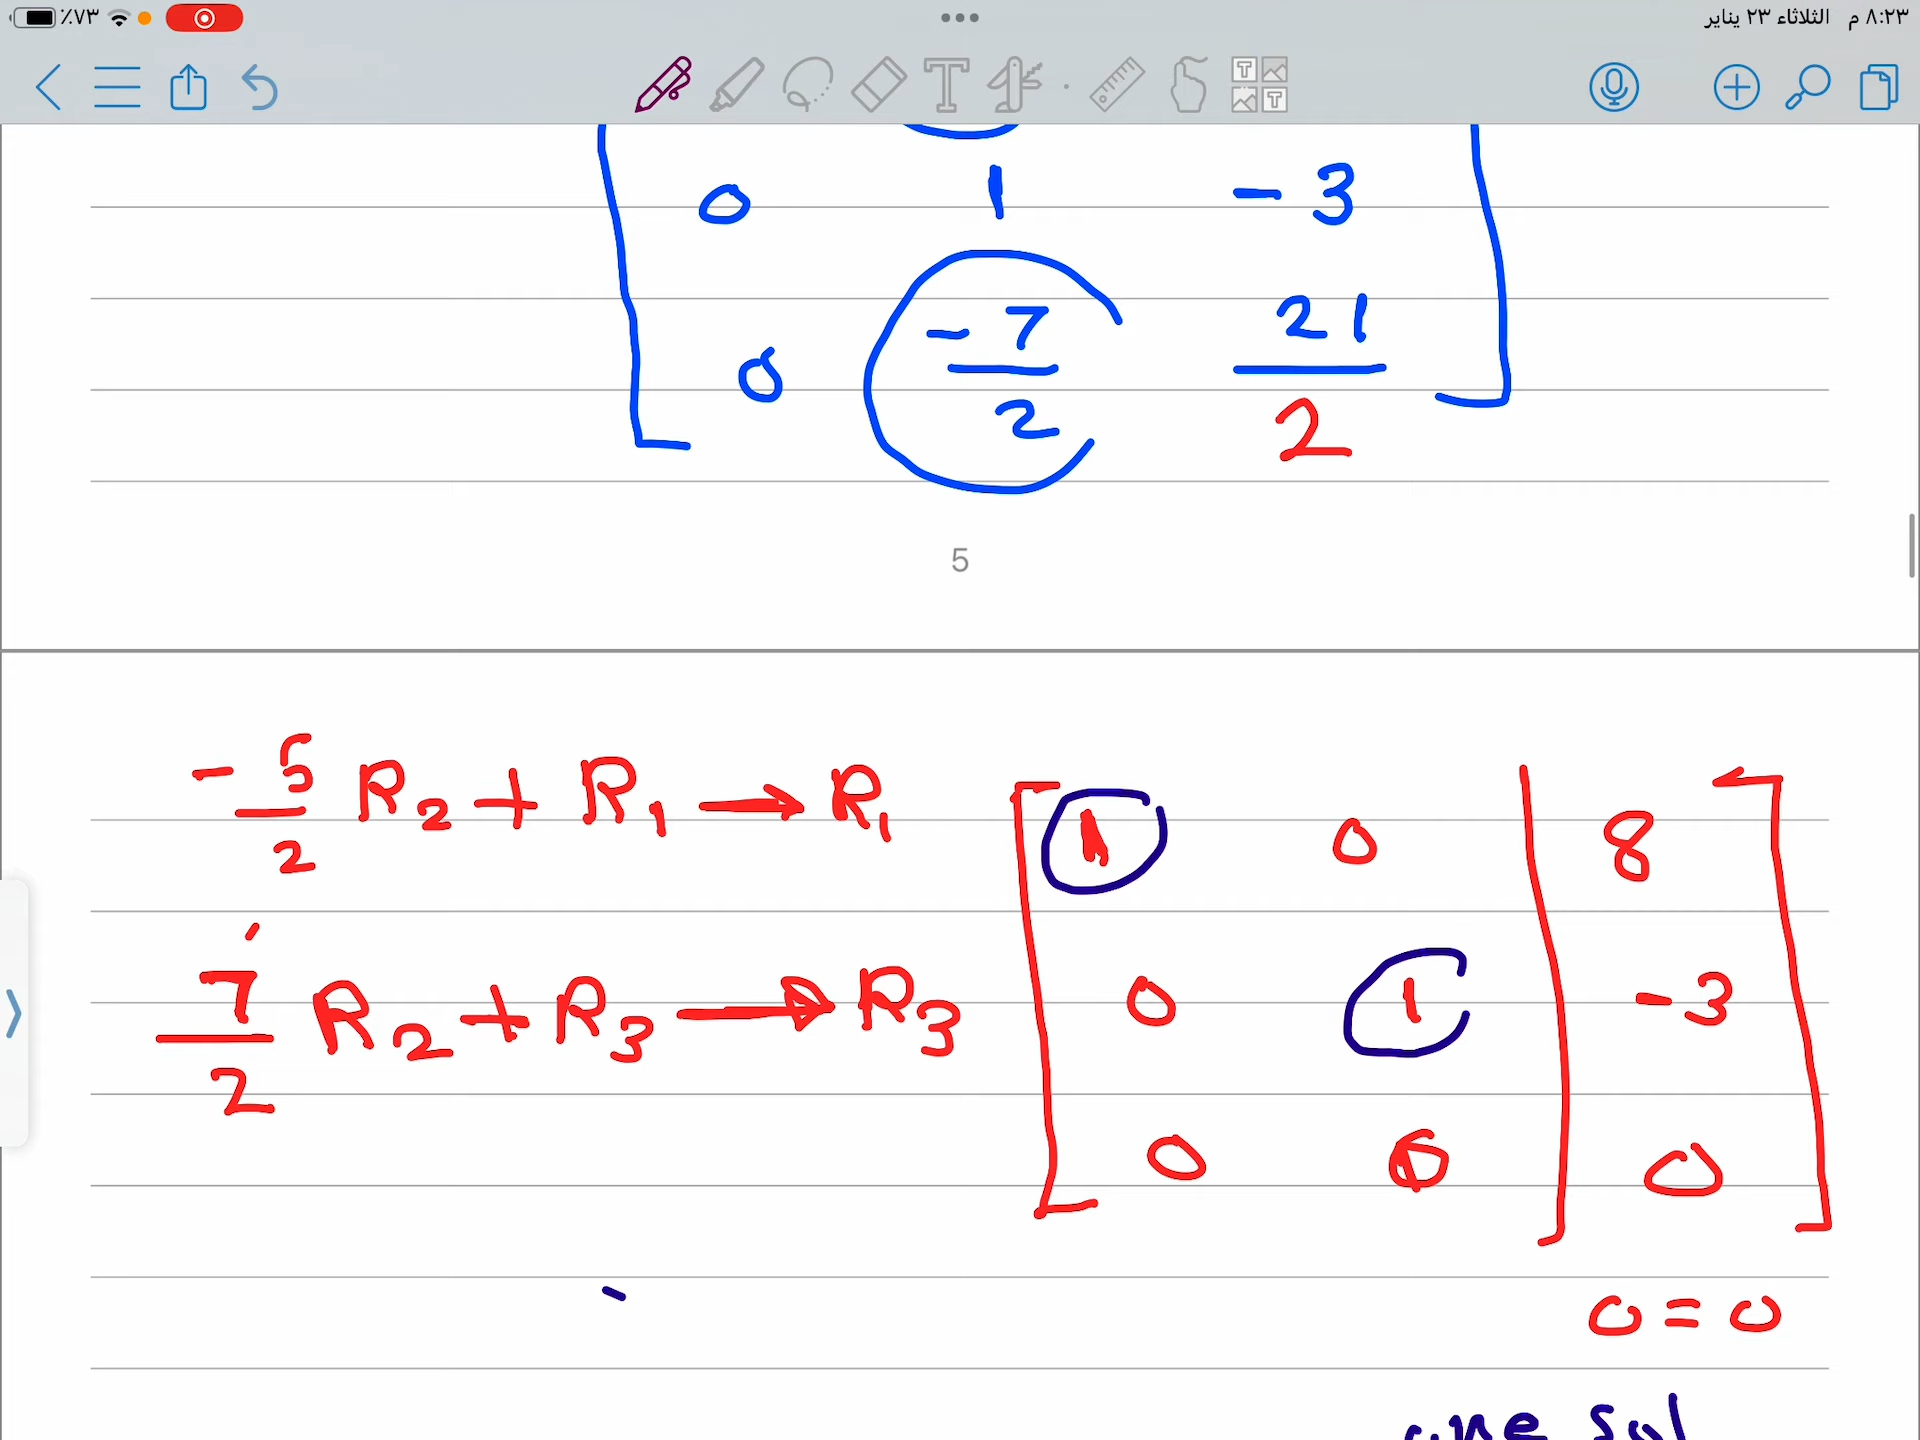 ٪٧٣ ٨:٢٣ م الثلاثاء ٢٣ يناير
0 1 -3
0 -7/2 21/2
5
-5/2 R2 + R1 → R1
1 0 | 8
7/2 R2 + R3 → R3
0 1 | -3
0 0 | 0
0 = 0
one sol